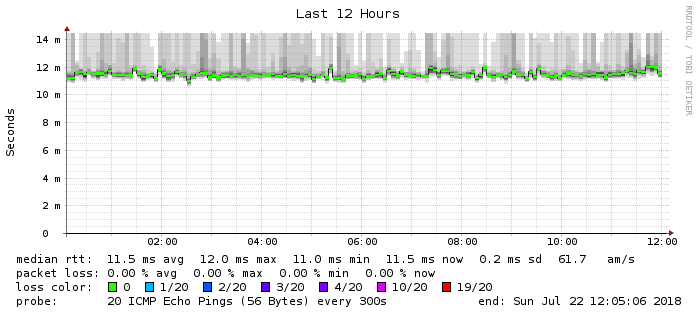 Last 12 Hours
RRDTOOL / TOBI OETIKER
Seconds
14 m
12 m
10 m
8 m
6 m
4 m
2 m
0
02:00 04:00 06:00 08:00 10:00 12:00
median rtt: 11.5 ms avg 12.0 ms max 11.0 ms min 11.5 ms now 0.2 ms sd 61.7 am/s
packet loss: 0.00 % avg 0.00 % max 0.00 % min 0.00 % now
loss color: 0 1/20 2/20 3/20 4/20 10/20 19/20
probe: 20 ICMP Echo Pings (56 Bytes) every 300s end: Sun Jul 22 12:05:06 2018